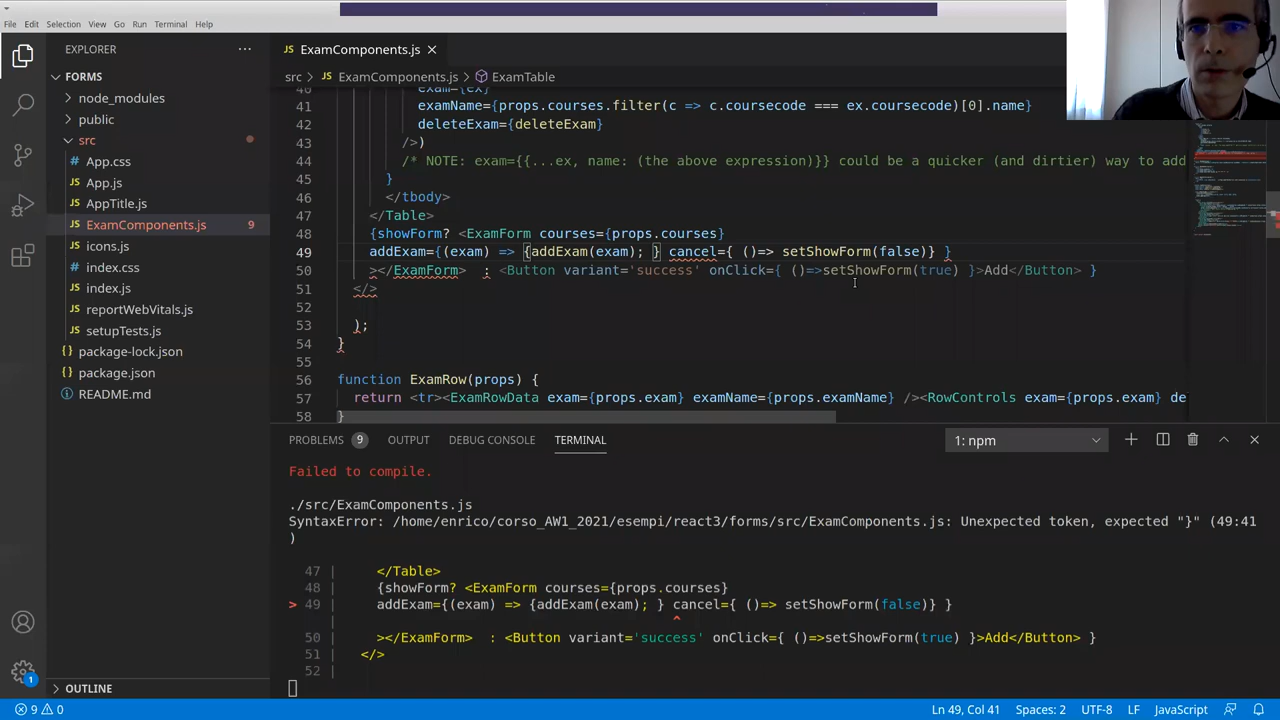 File Edit Selection View Go Run Terminal Help
EXPLORER
FORMS
node_modules
public
src
App.css
App.js
AppTitle.js
ExamComponents.js 9
icons.js
index.css
index.js
reportWebVitals.js
setupTests.js
package-lock.json
package.json
README.md
OUTLINE
JS ExamComponents.js
src > JS ExamComponents.js > ExamTable
40 exam={ex}
41 examName={props.courses.filter(c => c.coursecode === ex.coursecode)[0].name}
42 deleteExam={deleteExam}
43 />)
44 /* NOTE: exam={{...ex, name: (the above expression)}} could be a quicker (and dirtier) way to add
45 }
46 </tbody>
47 </Table>
48 {showForm? <ExamForm courses={props.courses}
49 addExam={(exam) => {addExam(exam); } cancel={ ()=> setShowForm(false)} }
50 ></ExamForm> : <Button variant='success' onClick={ ()=>setShowForm(true) }>Add</Button> }
51 </>
52
53 );
54 }
55
56 function ExamRow(props) {
57 return <tr><ExamRowData exam={props.exam} examName={props.examName} /><RowControls exam={props.exam} de
58 }
PROBLEMS 9 OUTPUT DEBUG CONSOLE TERMINAL 1: npm
Failed to compile.
./src/ExamComponents.js
SyntaxError: /home/enrico/corso_AW1_2021/esempi/react3/forms/src/ExamComponents.js: Unexpected token, expected "}" (49:41
)
47 | </Table>
48 | {showForm? <ExamForm courses={props.courses}
> 49 | addExam={(exam) => {addExam(exam); } cancel={ ()=> setShowForm(false)} }
| ^
50 | ></ExamForm> : <Button variant='success' onClick={ ()=>setShowForm(true) }>Add</Button> }
51 | </>
52 |
1
9 0 Ln 49, Col 41 Spaces: 2 UTF-8 LF JavaScript